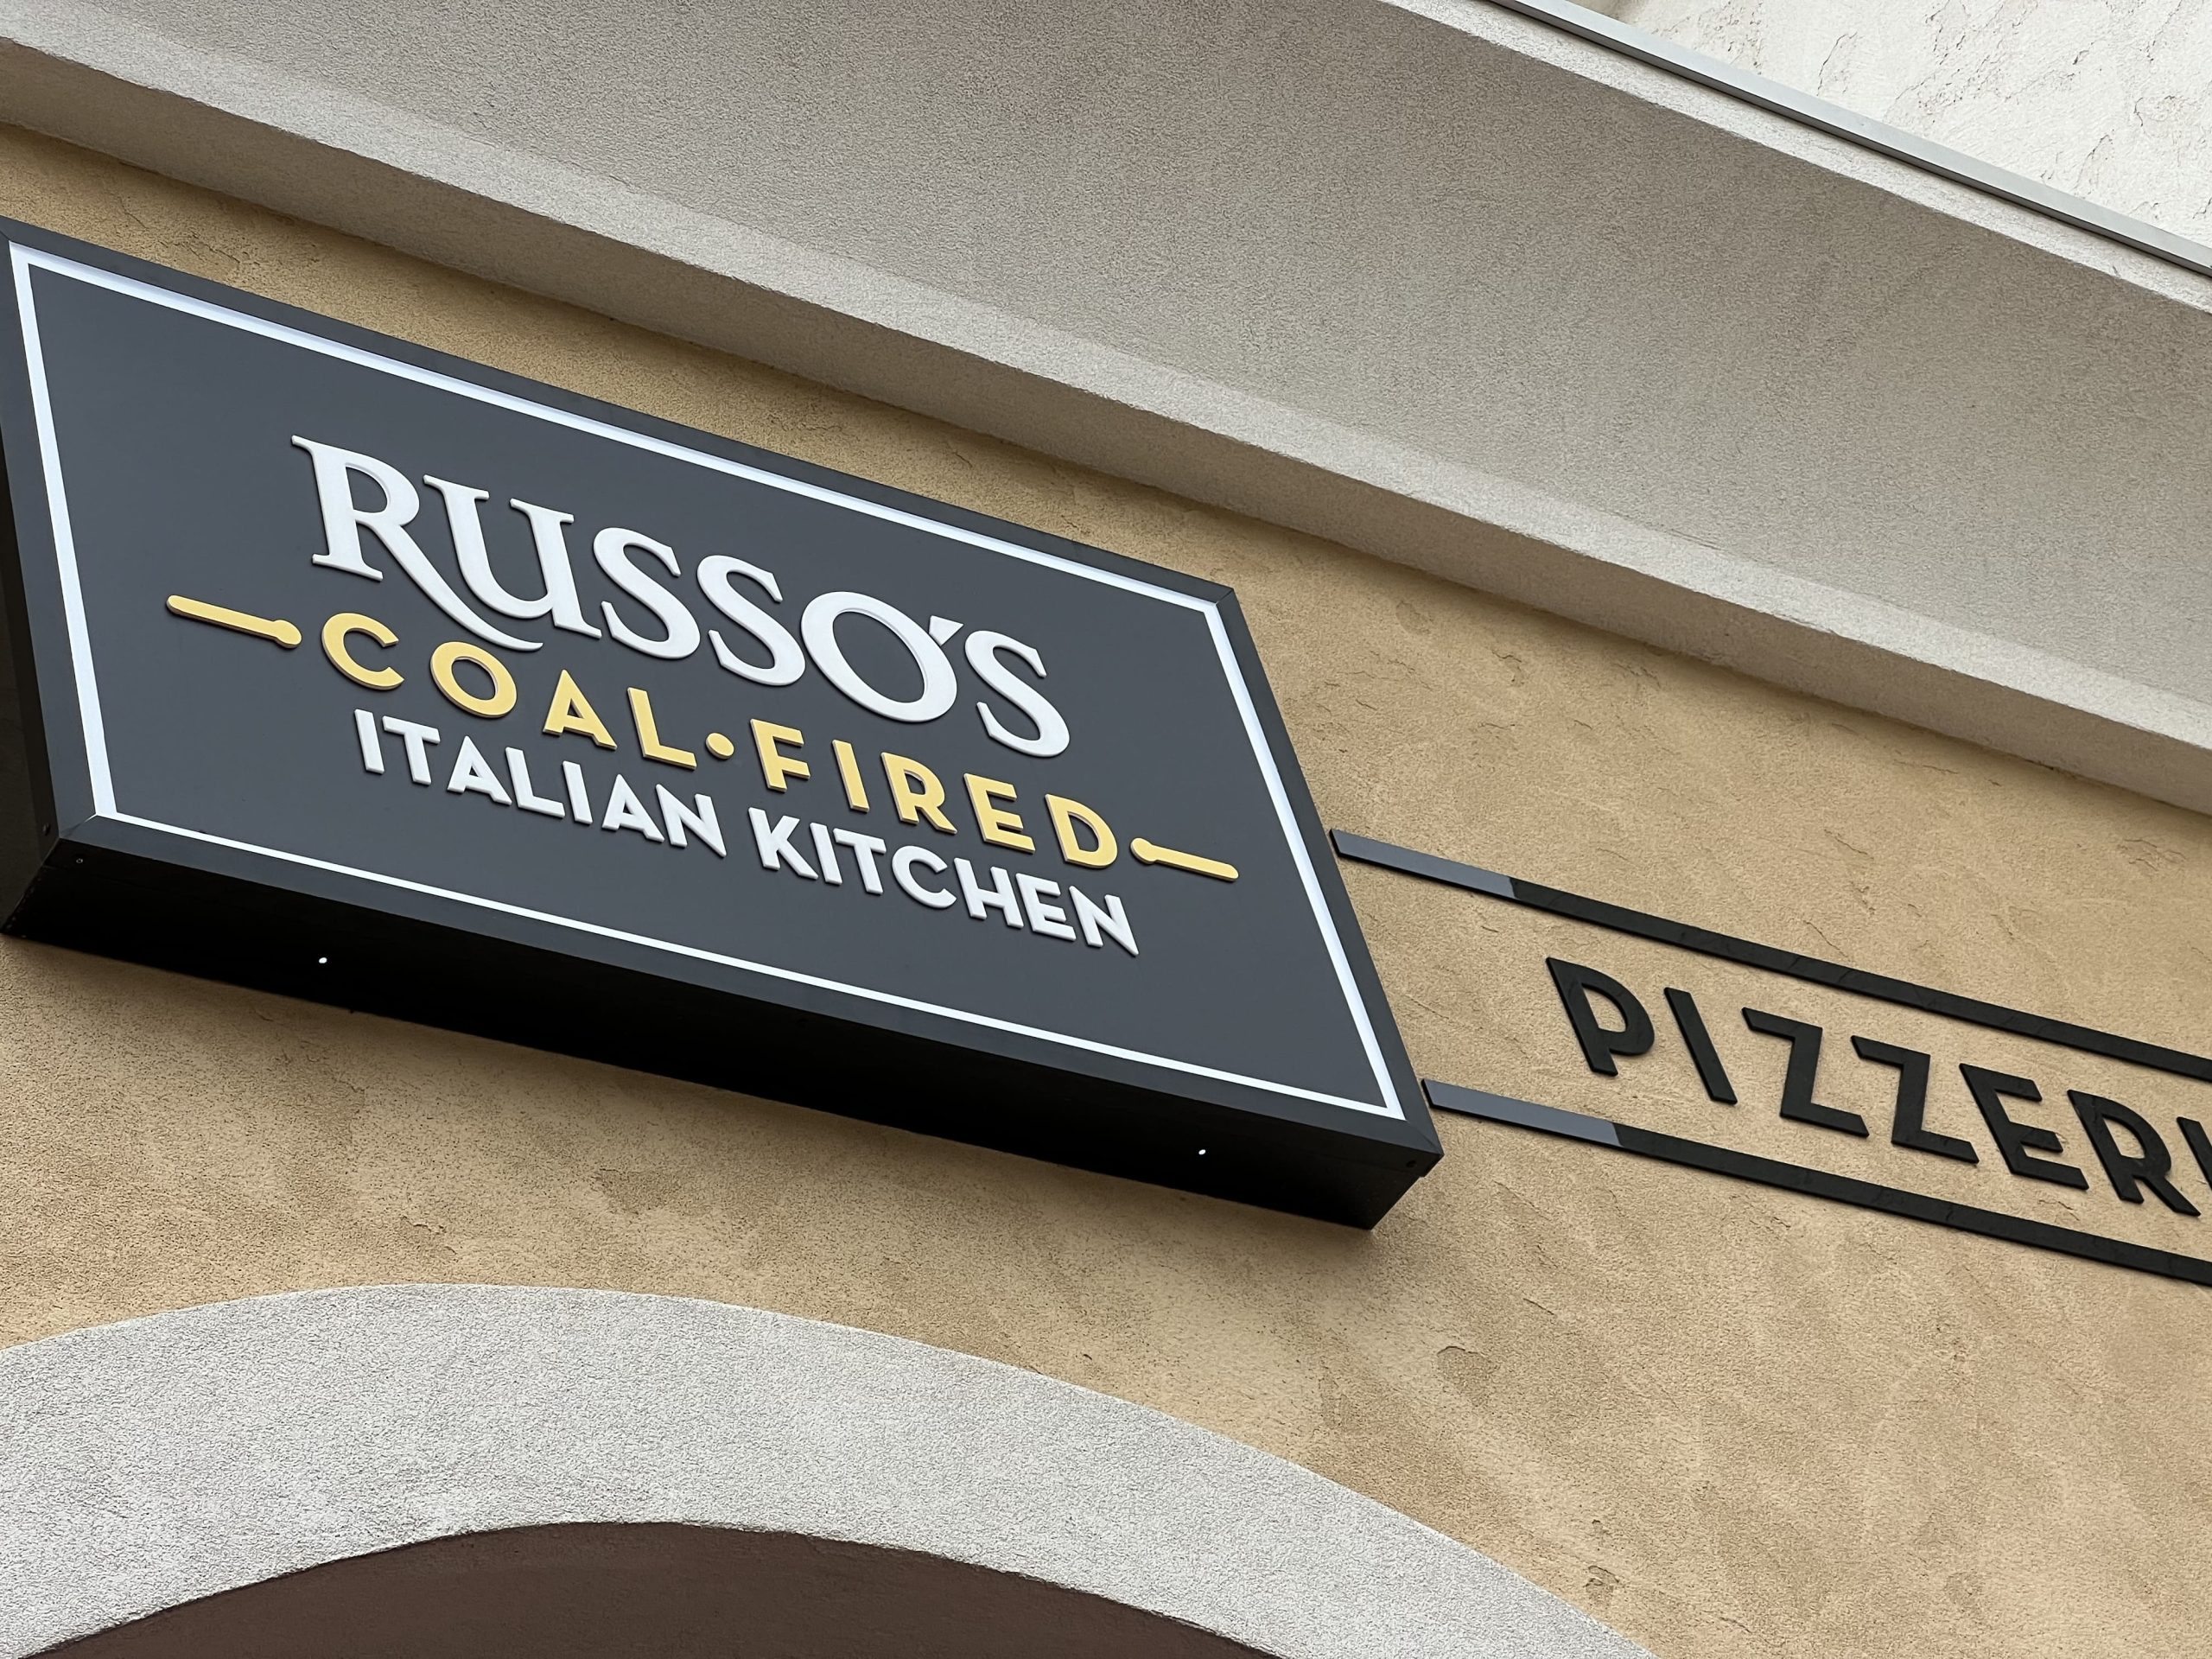 RUSSO'S
COAL•FIRED
ITALIAN KITCHEN
PIZZERI